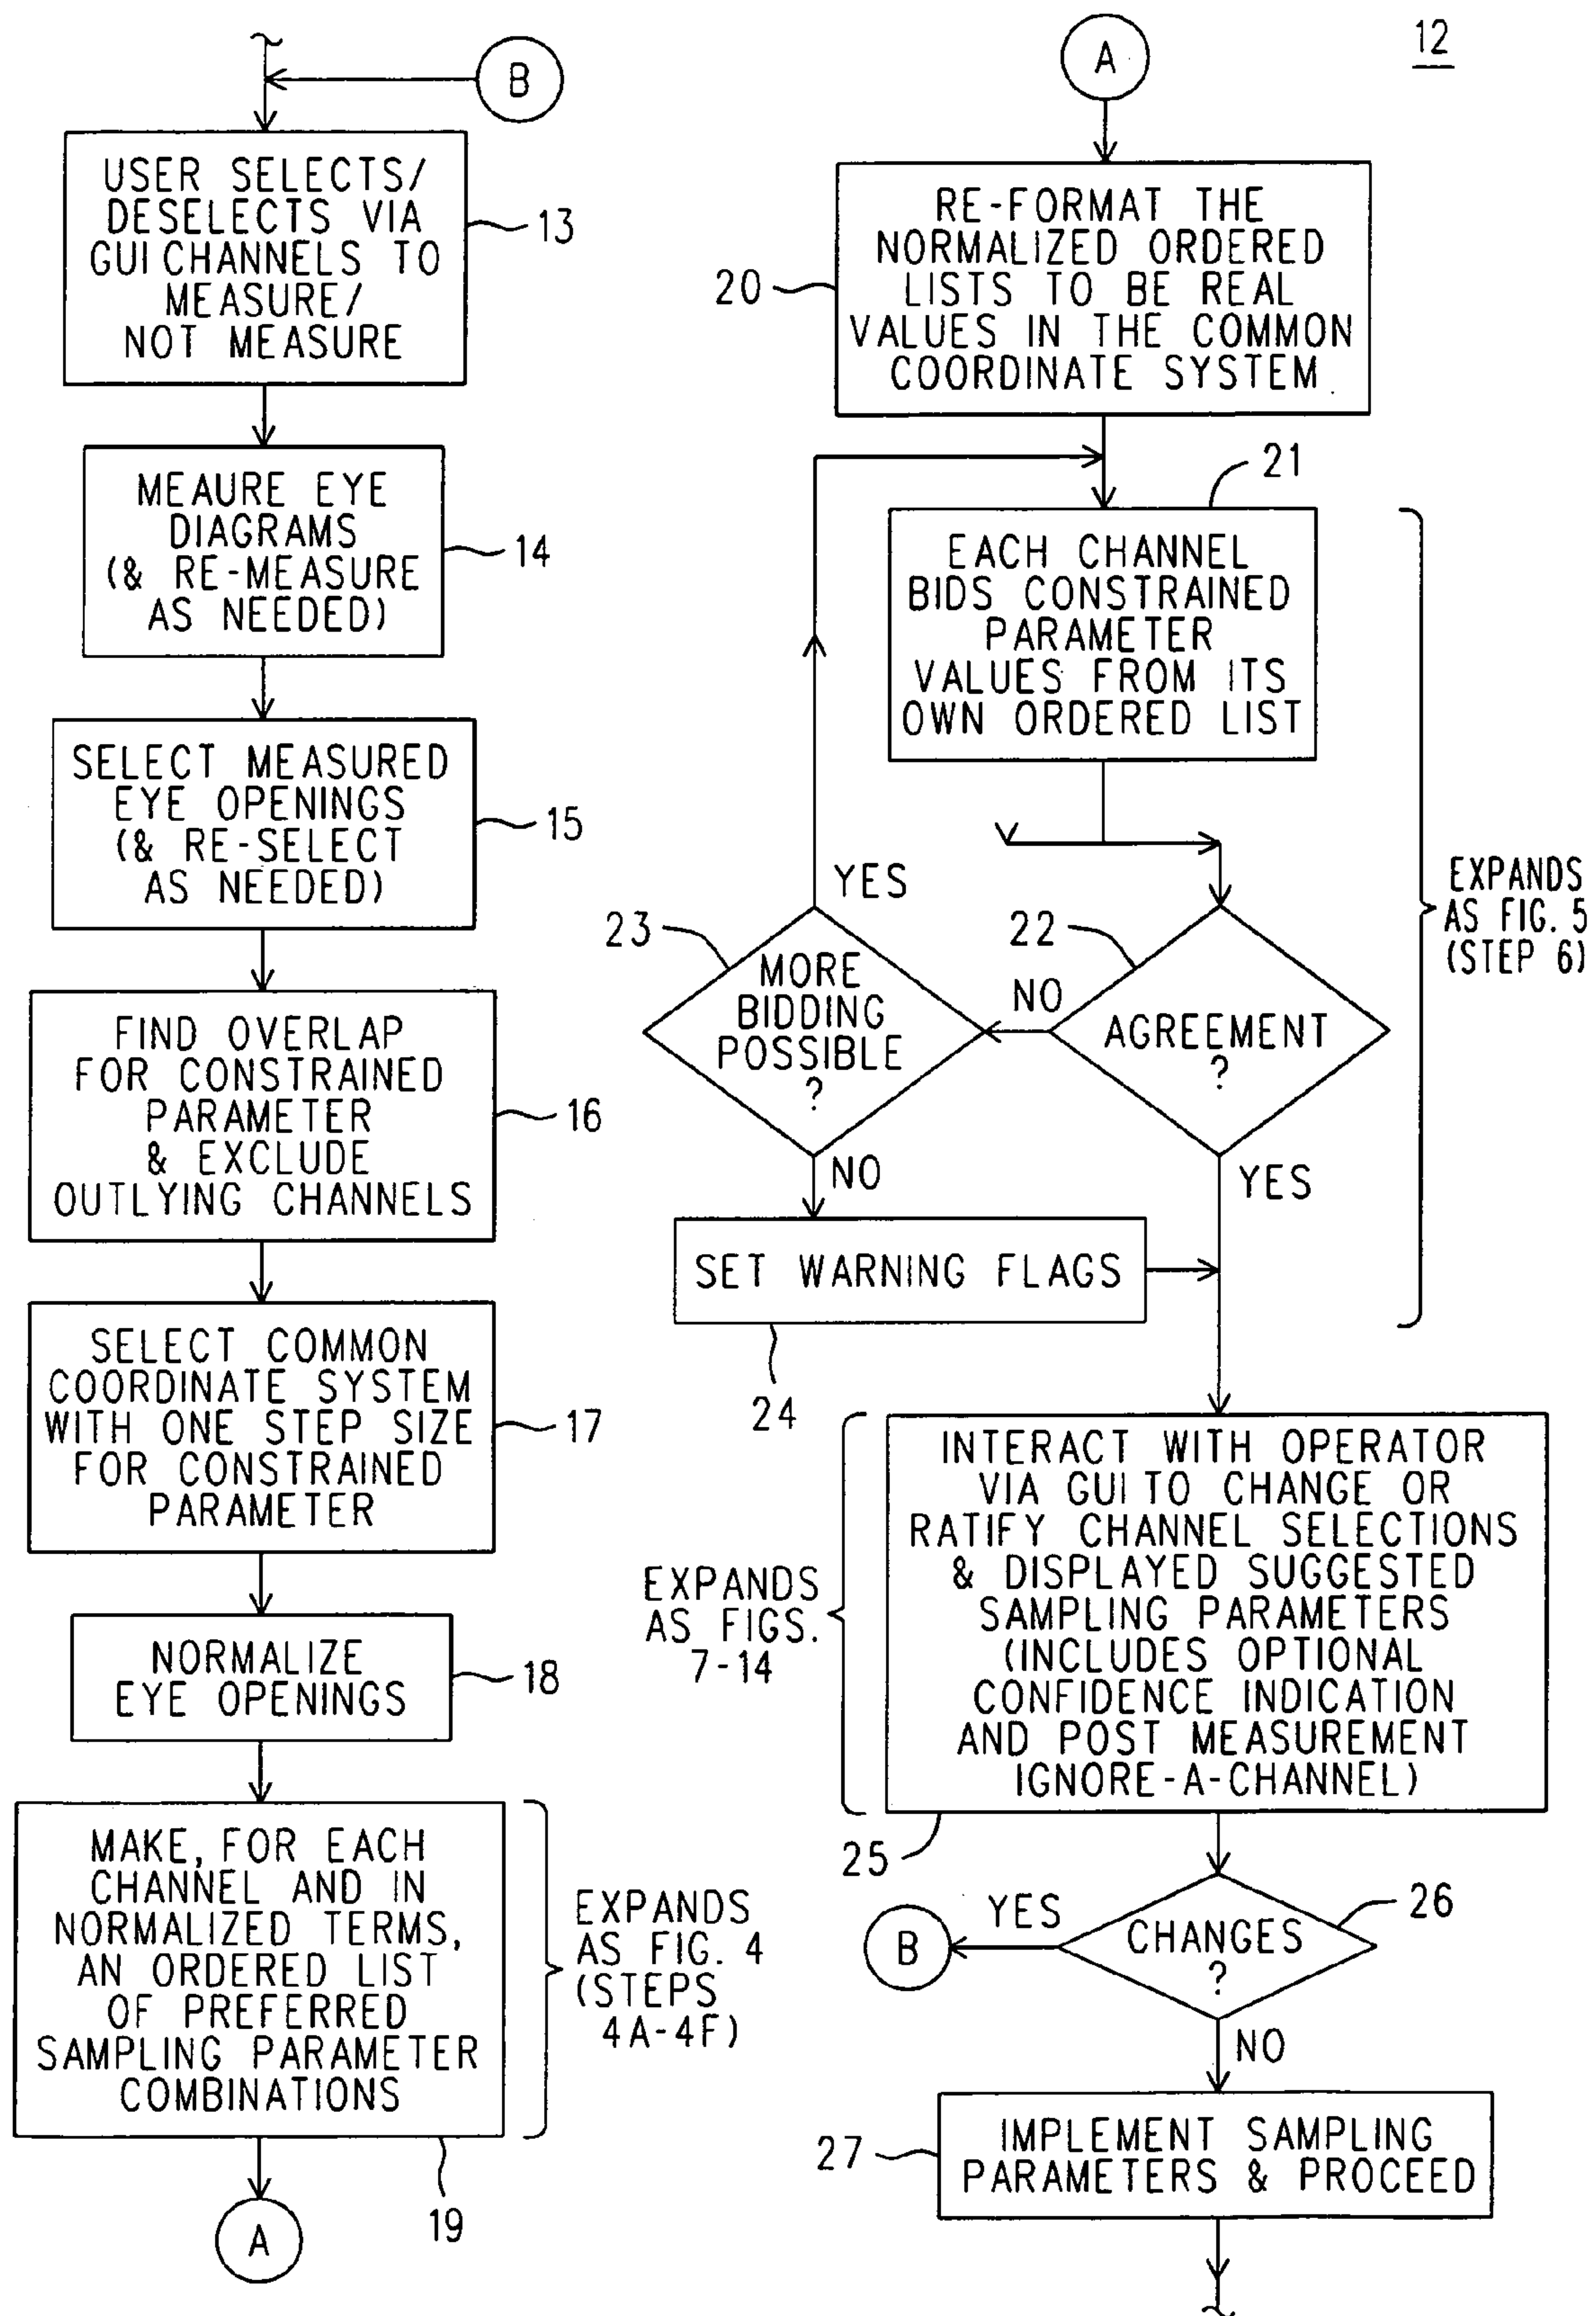 B
USER SELECTS/
DESELECTS VIA
GUI CHANNELS TO
MEASURE/
NOT MEASURE
13
MEAURE EYE
DIAGRAMS
(& RE-MEASURE
AS NEEDED)
14
SELECT MEASURED
EYE OPENINGS
(& RE-SELECT
AS NEEDED)
15
FIND OVERLAP
FOR CONSTRAINED
PARAMETER
& EXCLUDE
OUTLYING CHANNELS
16
SELECT COMMON
COORDINATE SYSTEM
WITH ONE STEP SIZE
FOR CONSTRAINED
PARAMETER
17
NORMALIZE
EYE OPENINGS
18
MAKE, FOR EACH
CHANNEL AND IN
NORMALIZED TERMS,
AN ORDERED LIST
OF PREFERRED
SAMPLING PARAMETER
COMBINATIONS
EXPANDS
AS FIG. 4
(STEPS
4A-4F)
19
A
12
A
RE-FORMAT THE
NORMALIZED ORDERED
LISTS TO BE REAL
VALUES IN THE COMMON
COORDINATE SYSTEM
20
21
EACH CHANNEL
BIDS CONSTRAINED
PARAMETER
VALUES FROM ITS
OWN ORDERED LIST
EXPANDS
AS FIG. 5
(STEP 6)
22
AGREEMENT
?
NO
YES
23
MORE
BIDDING
POSSIBLE
?
YES
NO
SET WARNING FLAGS
24
INTERACT WITH OPERATOR
VIA GUI TO CHANGE OR
RATIFY CHANNEL SELECTIONS
& DISPLAYED SUGGESTED
SAMPLING PARAMETERS
(INCLUDES OPTIONAL
CONFIDENCE INDICATION
AND POST MEASUREMENT
IGNORE-A-CHANNEL)
EXPANDS
AS FIGS.
7-14
25
CHANGES
?
26
YES
B
NO
IMPLEMENT SAMPLING
PARAMETERS & PROCEED
27